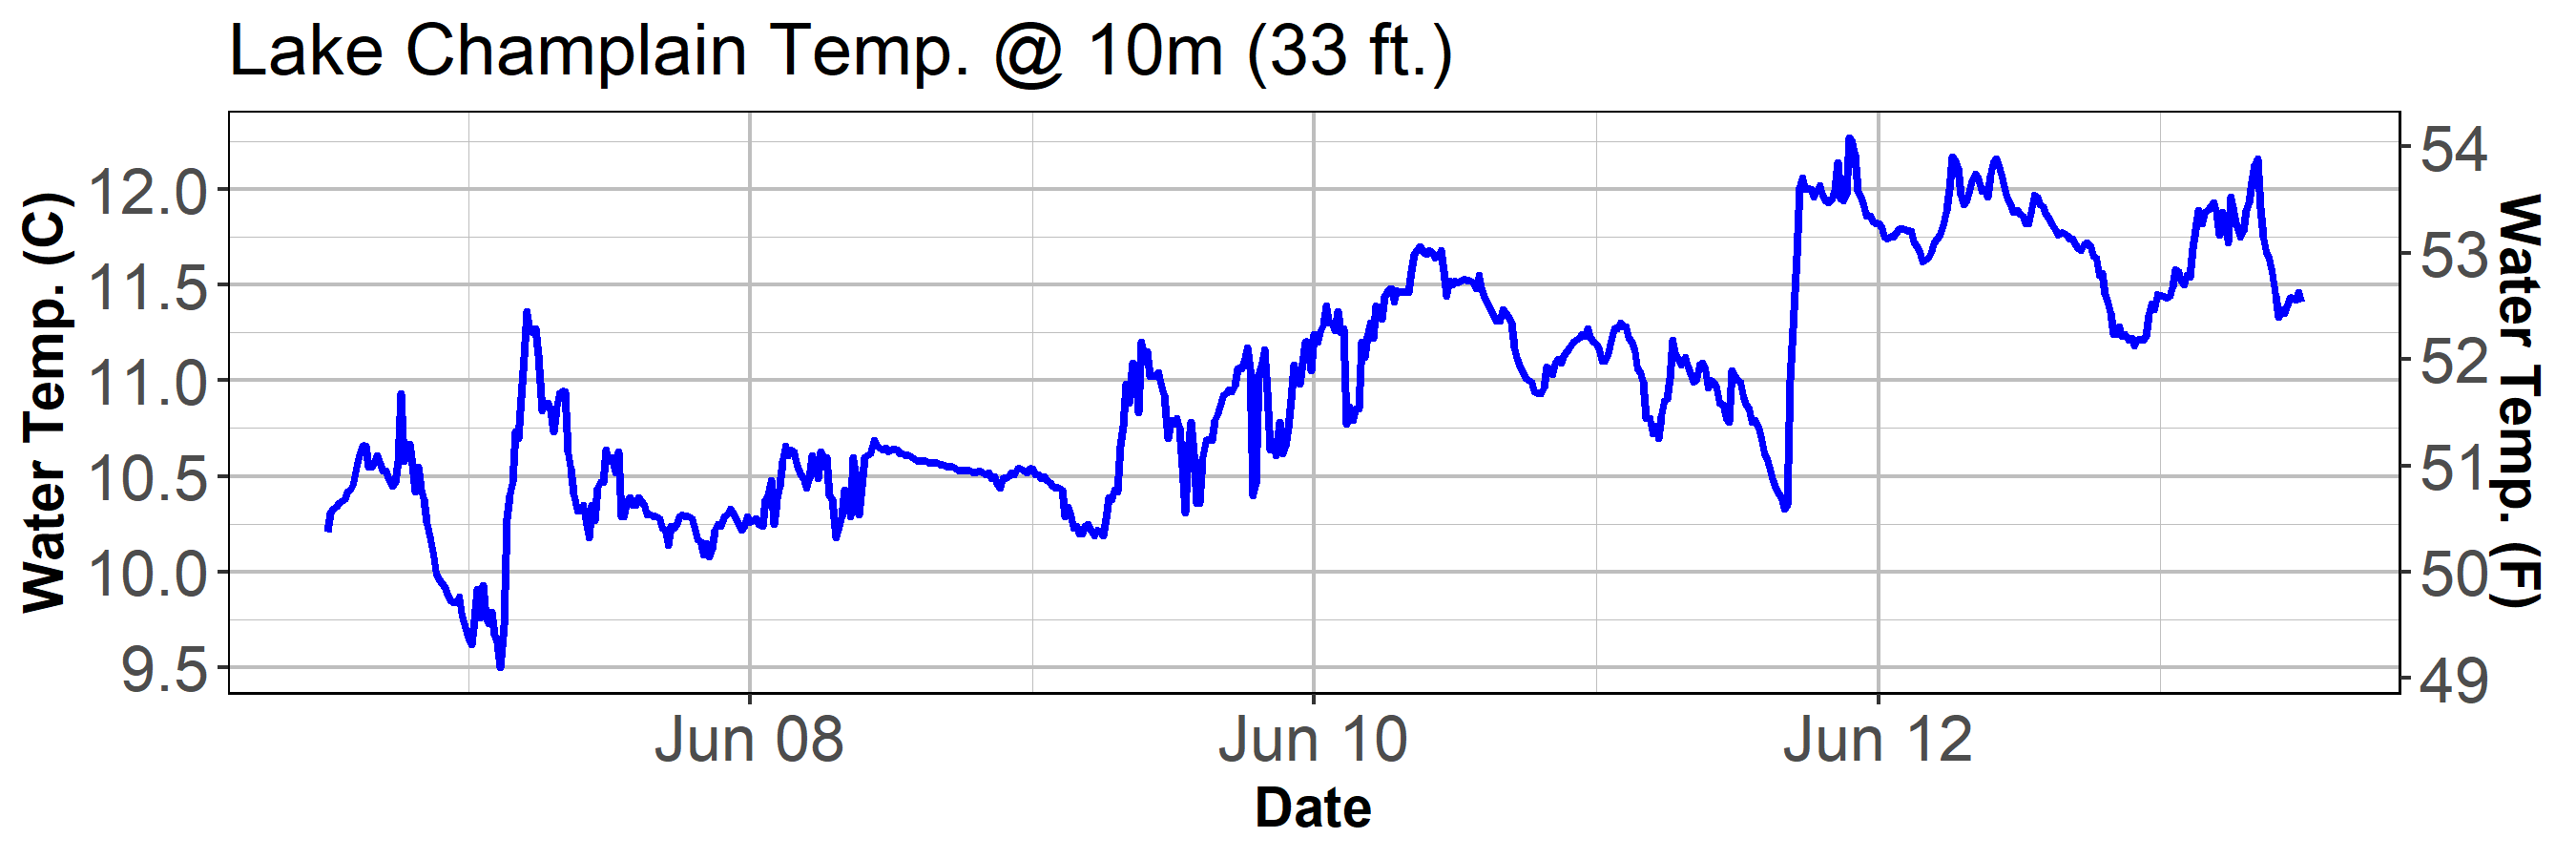 Lake Champlain Temp. @ 10m (33 ft.)
Water Temp. (C)
12.0
11.5
11.0
10.5
10.0
9.5
54
53
52
51
50
49
Water Temp. (F)
Jun 08
Jun 10
Jun 12
Date